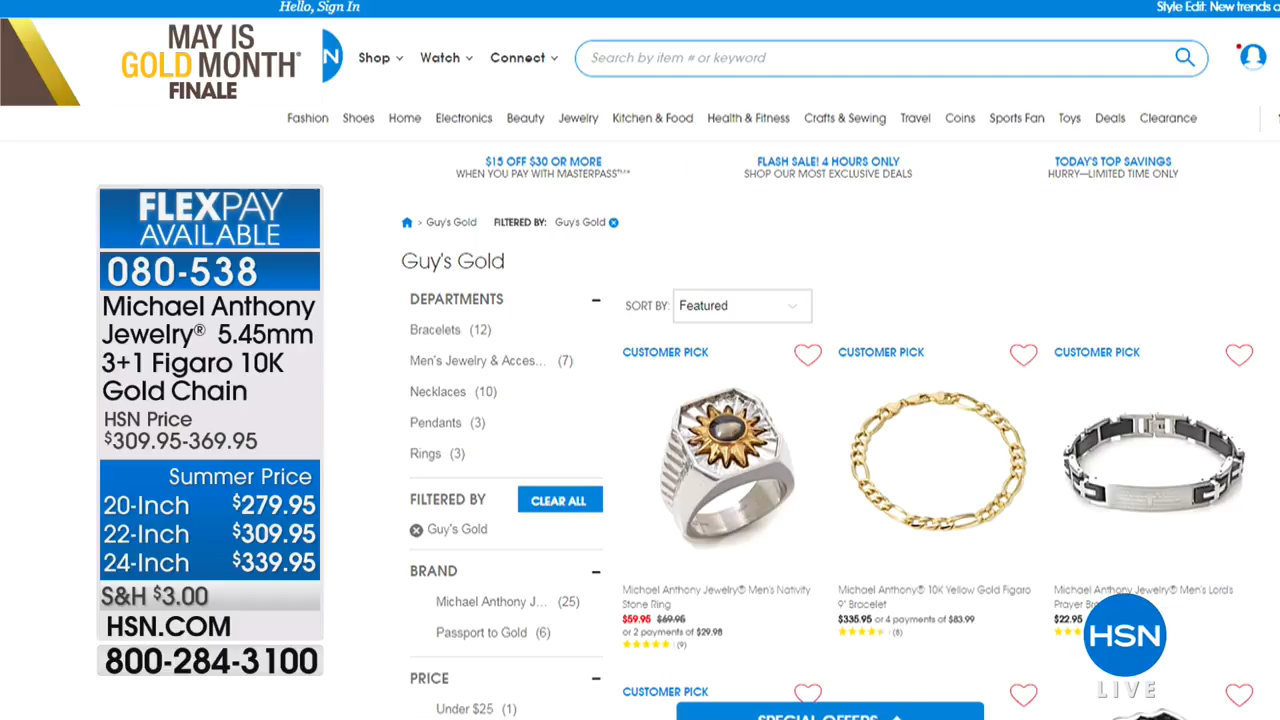 Hello, Sign In
Style Edit: New trends
MAY IS
GOLD MONTH
FINALE
N
Shop
Watch
Connect
Search by item # or keyword
Fashion
Shoes
Home
Electronics
Beauty
Jewelry
Kitchen & Food
Health & Fitness
Crafts & Sewing
Travel
Coins
Sports Fan
Toys
Deals
Clearance
$15 OFF $30 OR MORE
WHEN YOU PAY WITH MASTERPASS™*
FLASH SALE! 4 HOURS ONLY
SHOP OUR MOST EXCLUSIVE DEALS
TODAY'S TOP SAVINGS
HURRY—LIMITED TIME ONLY
FLEXPAY
AVAILABLE
080-538
Michael Anthony
Jewelry® 5.45mm
3+1 Figaro 10K
Gold Chain
HSN Price
$309.95-369.95
Summer Price
20-Inch $279.95
22-Inch $309.95
24-Inch $339.95
S&H $3.00
HSN.COM
800-284-3100
> Guy's Gold FILTERED BY: Guy's Gold
Guy's Gold
DEPARTMENTS
Bracelets (12)
Men's Jewelry & Acces... (7)
Necklaces (10)
Pendants (3)
Rings (3)
FILTERED BY CLEAR ALL
Guy's Gold
BRAND
Michael Anthony J... (25)
Passport to Gold (6)
PRICE
Under $25 (1)
SORT BY: Featured
CUSTOMER PICK
Michael Anthony Jewelry® Men's Nativity
Stone Ring
$59.95 $69.95
or 2 payments of $29.98
(9)
CUSTOMER PICK
Michael Anthony® 10K Yellow Gold Figaro
9" Bracelet
$335.95 or 4 payments of $83.99
(8)
CUSTOMER PICK
Michael Anthony Jewelry® Men's Lord's
Prayer
$22.95
CUSTOMER PICK
SPECIAL OFFERS
HSN
LIVE